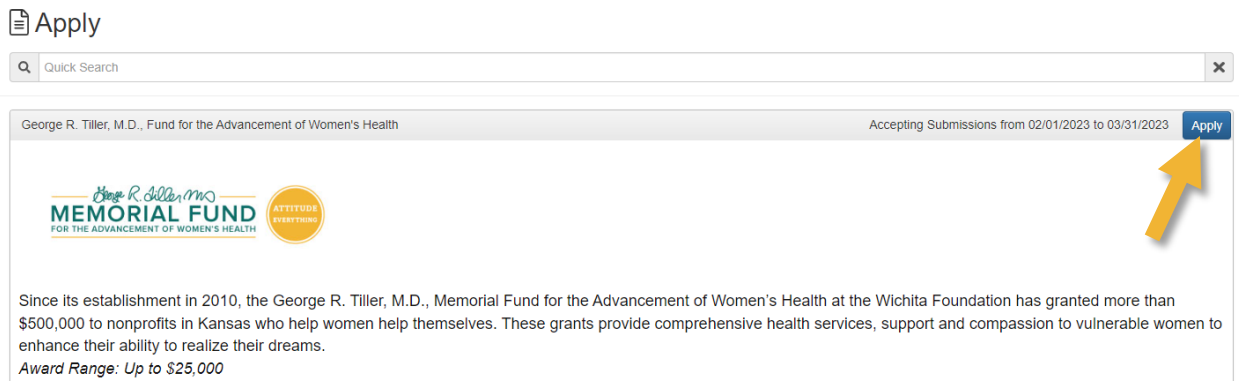 Apply
Quick Search
George R. Tiller, M.D., Fund for the Advancement of Women's Health
Accepting Submissions from 02/01/2023 to 03/31/2023
Apply
George R. Tiller, MD
MEMORIAL FUND
FOR THE ADVANCEMENT OF WOMEN'S HEALTH
ATTITUDE
EVERYTHING
Since its establishment in 2010, the George R. Tiller, M.D., Memorial Fund for the Advancement of Women’s Health at the Wichita Foundation has granted more than
$500,000 to nonprofits in Kansas who help women help themselves. These grants provide comprehensive health services, support and compassion to vulnerable women to
enhance their ability to realize their dreams.
Award Range: Up to $25,000